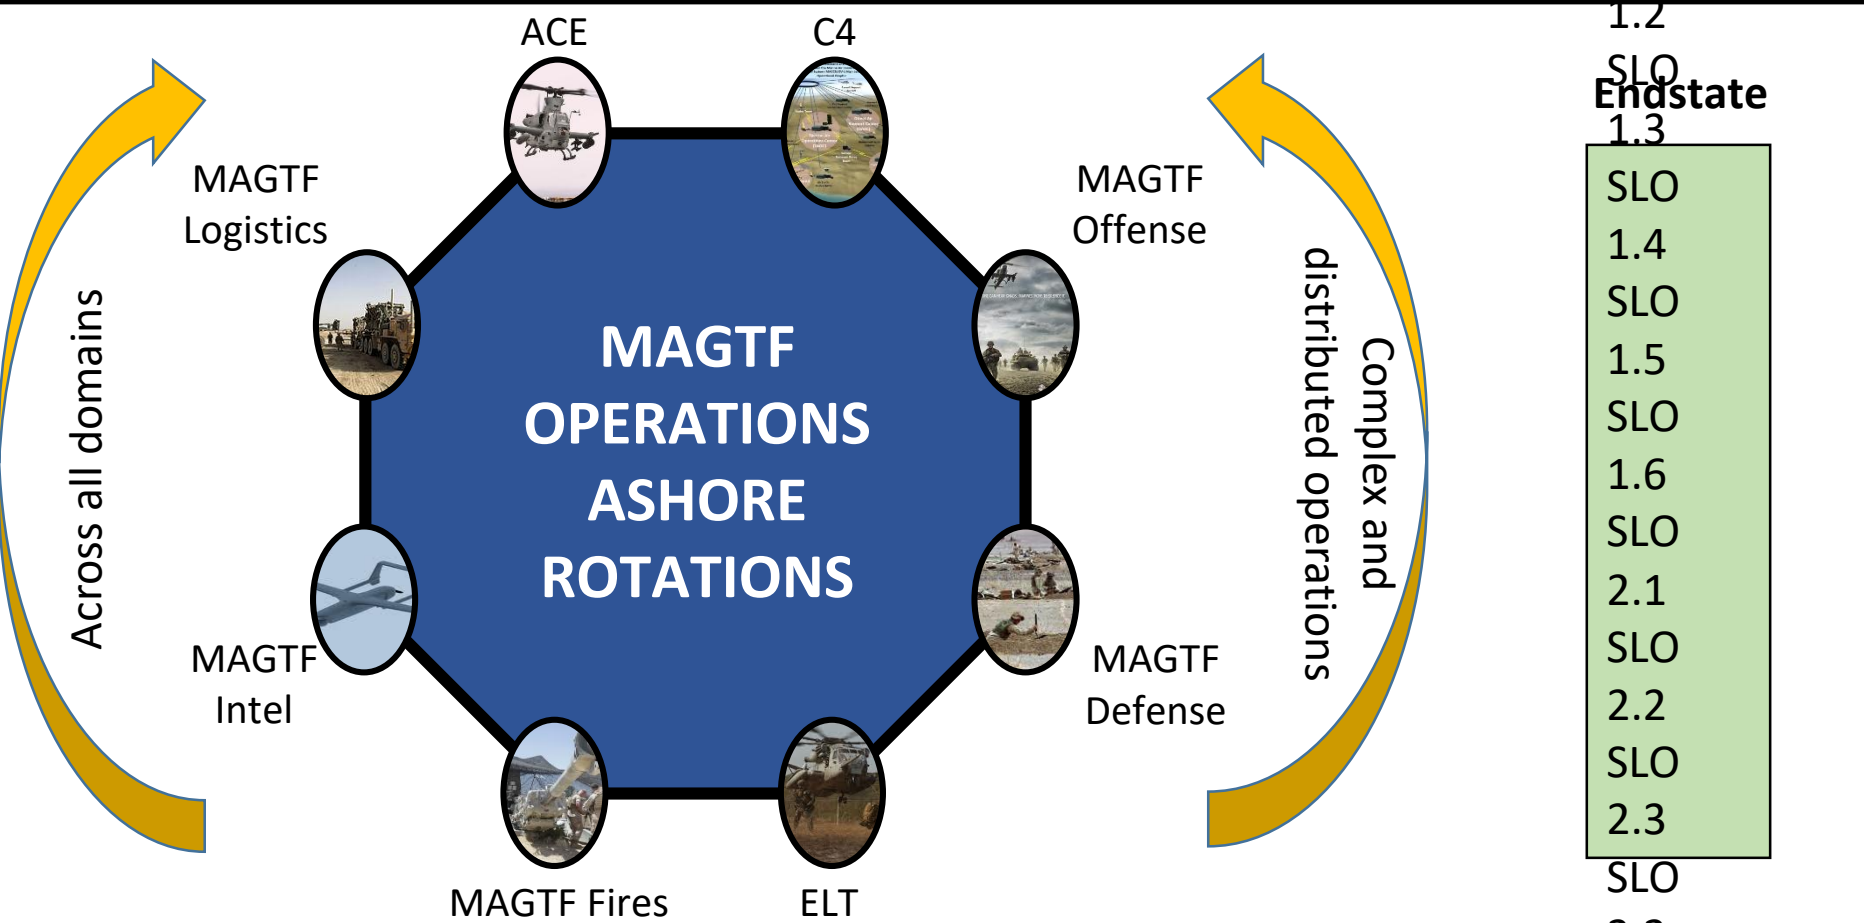 ACE
C4
MAGTF
Logistics
MAGTF
Offense
Across all domains
MAGTF
OPERATIONS
ASHORE
ROTATIONS
Complex and
distributed operations
MAGTF
Intel
MAGTF
Defense
MAGTF Fires
ELT
Endstate
1.2
SLO
1.3
SLO
1.4
SLO
1.5
SLO
1.6
SLO
2.1
SLO
2.2
SLO
2.3
SLO